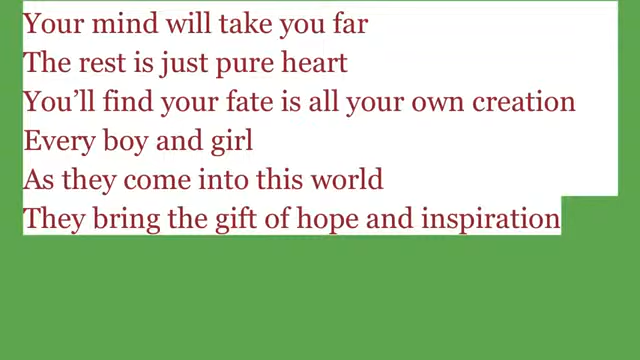 Your mind will take you far
The rest is just pure heart
You’ll find your fate is all your own creation
Every boy and girl
As they come into this world
They bring the gift of hope and inspiration